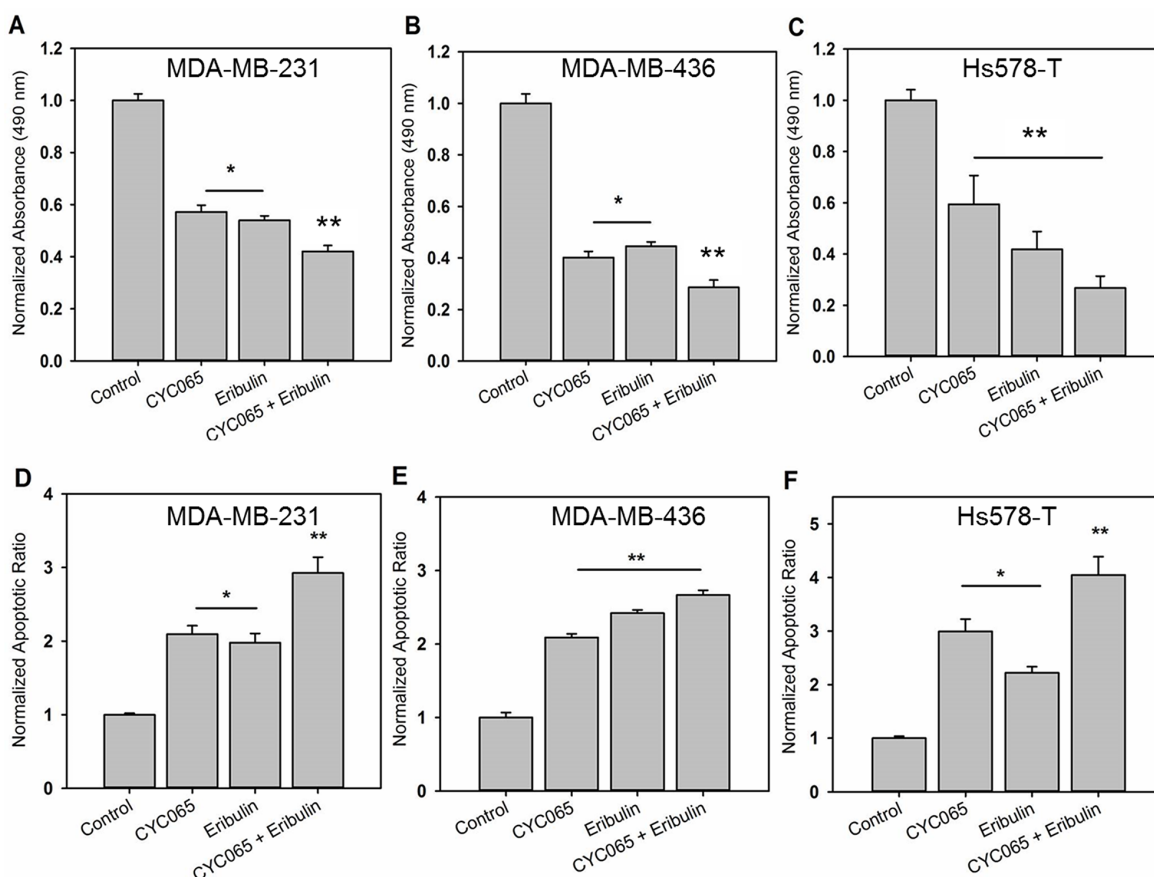 A
MDA-MB-231
Normalized Absorbance (490 nm)
1.2
1.0
0.8
0.6
0.4
0.2
0.0
*
**
Control
CYC065
Eribulin
CYC065 + Eribulin
B
MDA-MB-436
Normalized Absorbance (490 nm)
1.2
1.0
0.8
0.6
0.4
0.2
0.0
*
**
Control
CYC065
Eribulin
CYC065 + Eribulin
C
Hs578-T
Normalized Absorbance (490 nm)
1.2
1.0
0.8
0.6
0.4
0.2
0.0
**
Control
CYC065
Eribulin
CYC065 + Eribulin
D
MDA-MB-231
Normalized Apoptotic Ratio
4
3
2
1
0
*
**
Control
CYC065
Eribulin
CYC065 + Eribulin
E
MDA-MB-436
Normalized Apoptotic Ratio
4
3
2
1
0
**
Control
CYC065
Eribulin
CYC065 + Eribulin
F
Hs578-T
Normalized Apoptotic Ratio
5
4
3
2
1
0
*
**
Control
CYC065
Eribulin
CYC065 + Eribulin